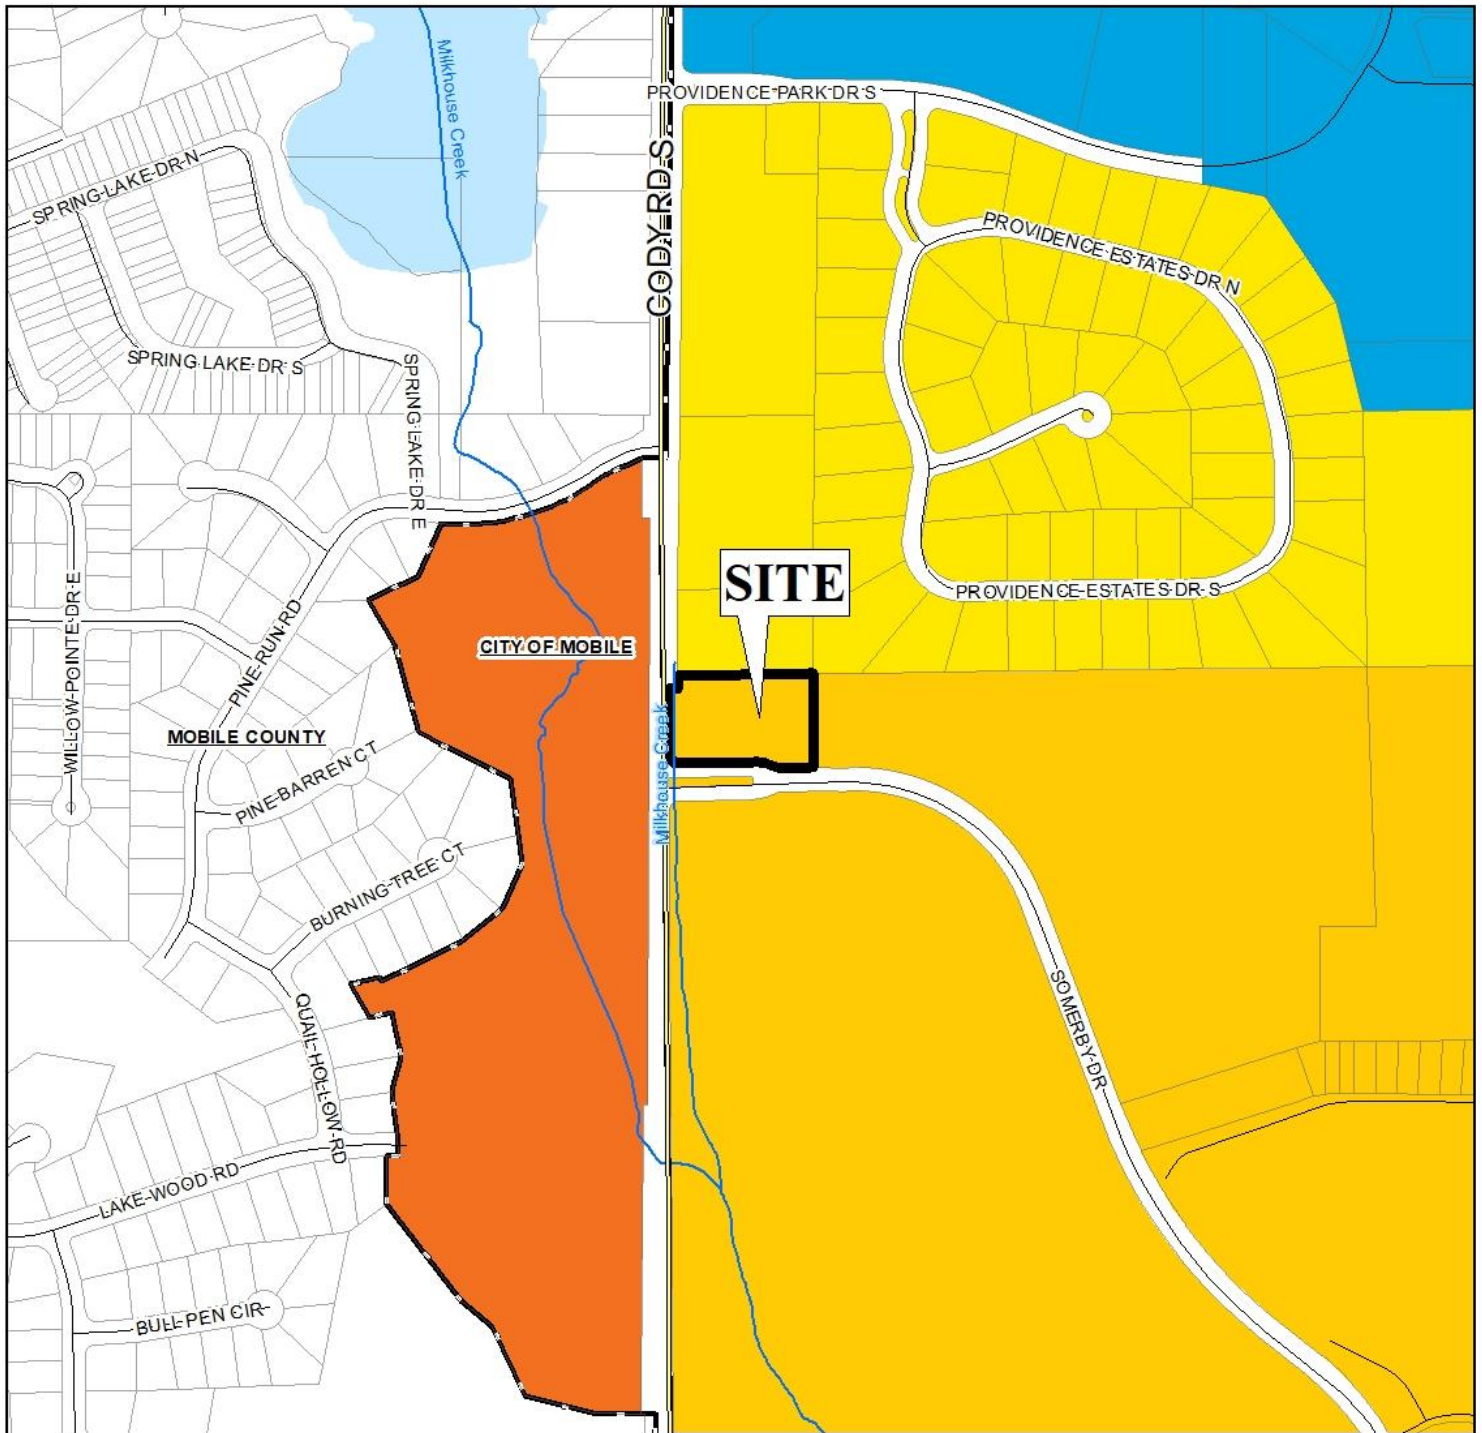 Milkhouse Creek
PROVIDENCE PARK DR S
CODY RD S
SPRING LAKE DR N
PROVIDENCE ESTATES DR N
SPRING LAKE DR S
SPRING LAKE DR E
SITE
WILLOW POINTE DR E
PINE RUN RD
PROVIDENCE ESTATES DR S
CITY OF MOBILE
MOBILE COUNTY
Milkhouse Creek
PINE BARREN CT
BURNING TREE CT
SOMERBY DR
QUAIL HOLLOW RD
LAKE WOOD RD
BULL PEN CIR